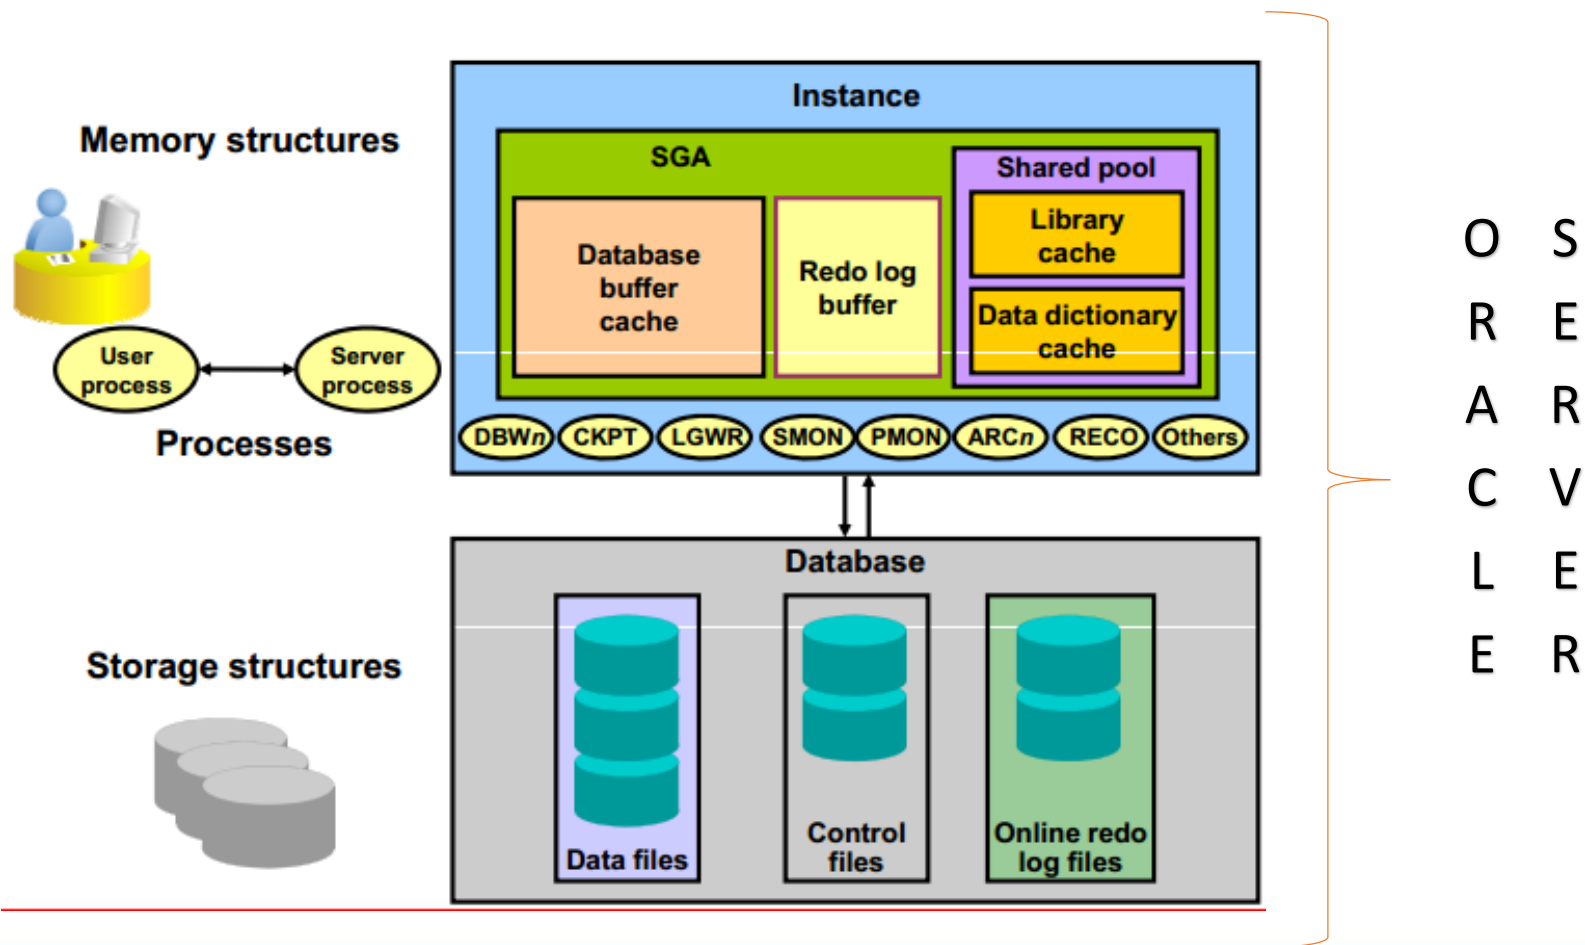 Instance
Memory structures
SGA
Shared pool
Library
cache
Database
buffer
cache
Redo log
buffer
Data dictionary
cache
User
process
Server
process
Processes
DBWn
CKPT
LGWR
SMON
PMON
ARCn
RECO
Others
Database
Storage structures
Data files
Control
files
Online redo
log files
O S
R E
A R
C V
L E
E R